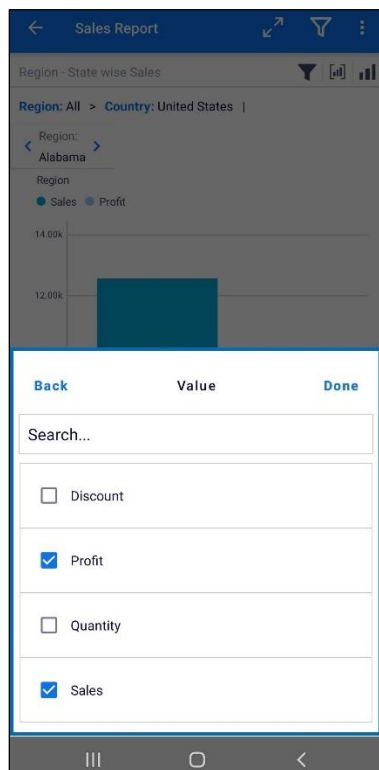 Sales Report
Region - State wise Sales
Region: All > Country: United States |
Region:
Alabama
Region
Sales Profit
14.00k
12.00k
Back Value Done
Search...
Discount
Profit
Quantity
Sales